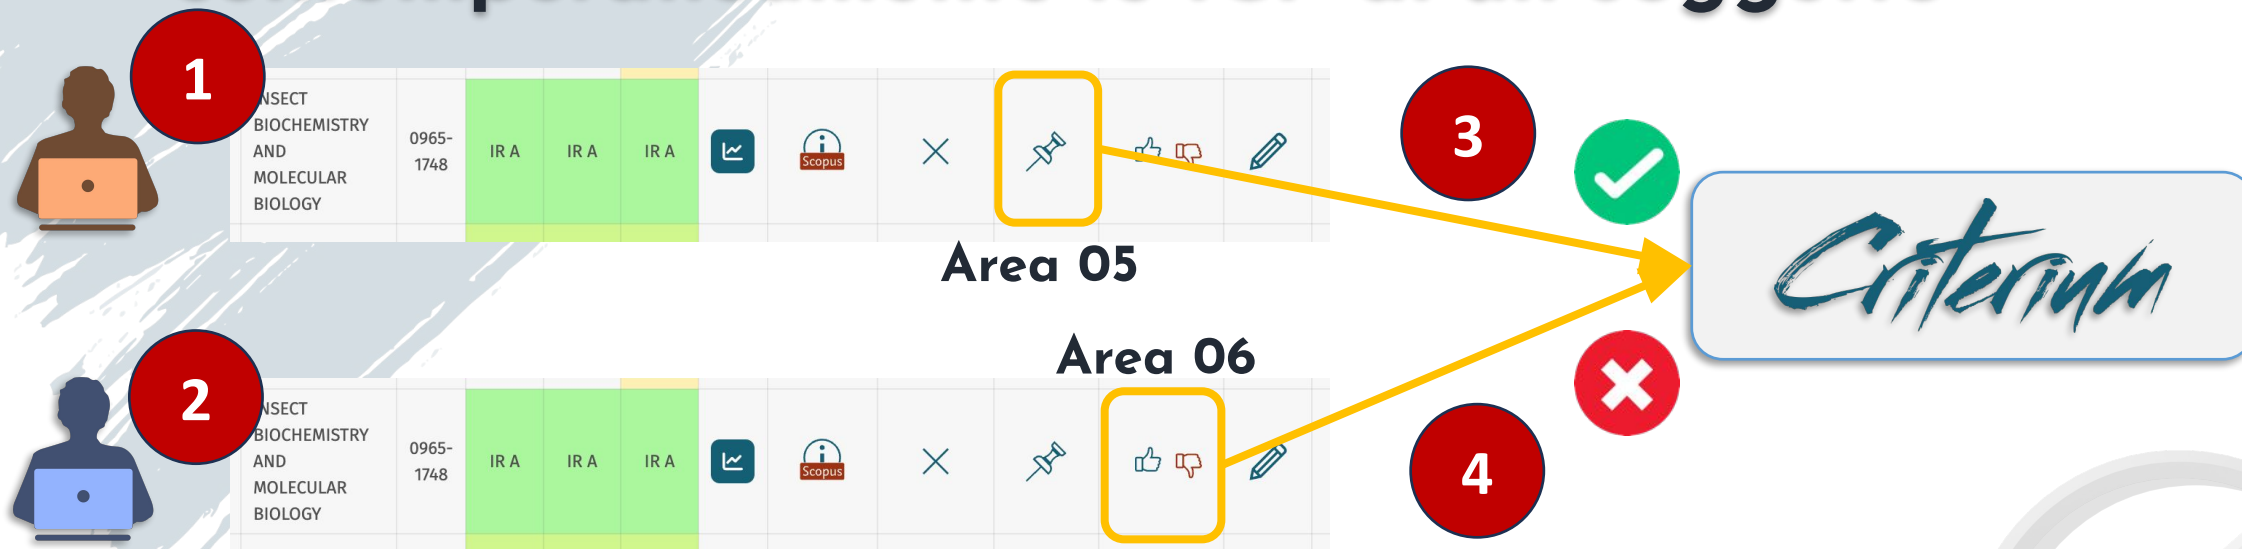 1
NSECT
BIOCHEMISTRY
AND
MOLECULAR
BIOLOGY
0965-
1748
IR A
IR A
IR A
Scopus
3
Criterium
Area 05
Area 06
2
NSECT
BIOCHEMISTRY
AND
MOLECULAR
BIOLOGY
0965-
1748
IR A
IR A
IR A
Scopus
4